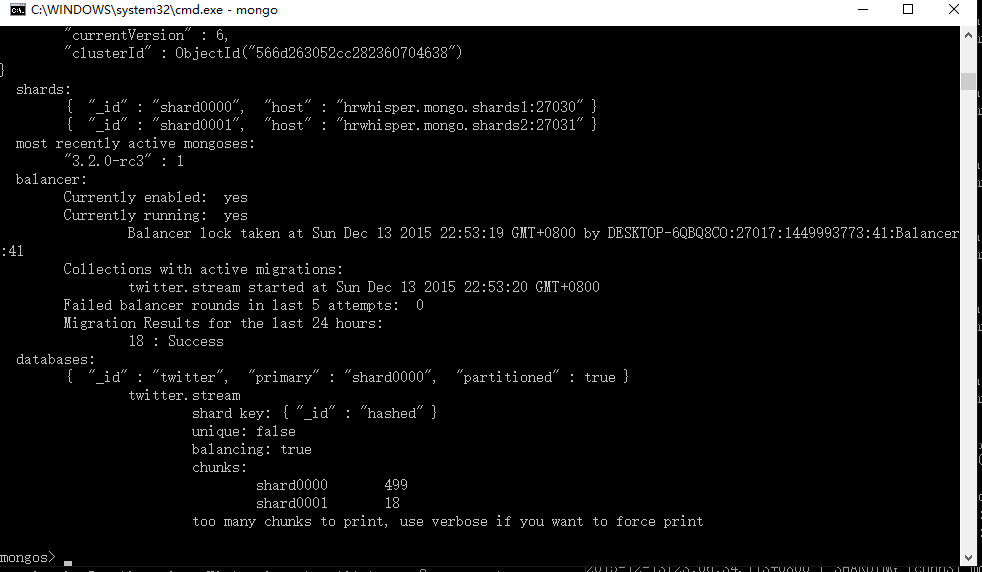 C:\WINDOWS\system32\cmd.exe - mongo
"currentVersion" : 6,
"clusterId" : ObjectId("566d263052cc282360704638")
}
shards:
{ "_id" : "shard0000", "host" : "hrwhisper.mongo.shards1:27030" }
{ "_id" : "shard0001", "host" : "hrwhisper.mongo.shards2:27031" }
most recently active mongoses:
"3.2.0-rc3" : 1
balancer:
Currently enabled: yes
Currently running: yes
Balancer lock taken at Sun Dec 13 2015 22:53:19 GMT+0800 by DESKTOP-6QBQ8CO:27017:1449993773:41:Balancer
:41
Collections with active migrations:
twitter.stream started at Sun Dec 13 2015 22:53:20 GMT+0800
Failed balancer rounds in last 5 attempts: 0
Migration Results for the last 24 hours:
18 : Success
databases:
{ "_id" : "twitter", "primary" : "shard0000", "partitioned" : true }
twitter.stream
shard key: { "_id" : "hashed" }
unique: false
balancing: true
chunks:
shard0000 499
shard0001 18
too many chunks to print, use verbose if you want to force print
mongos>